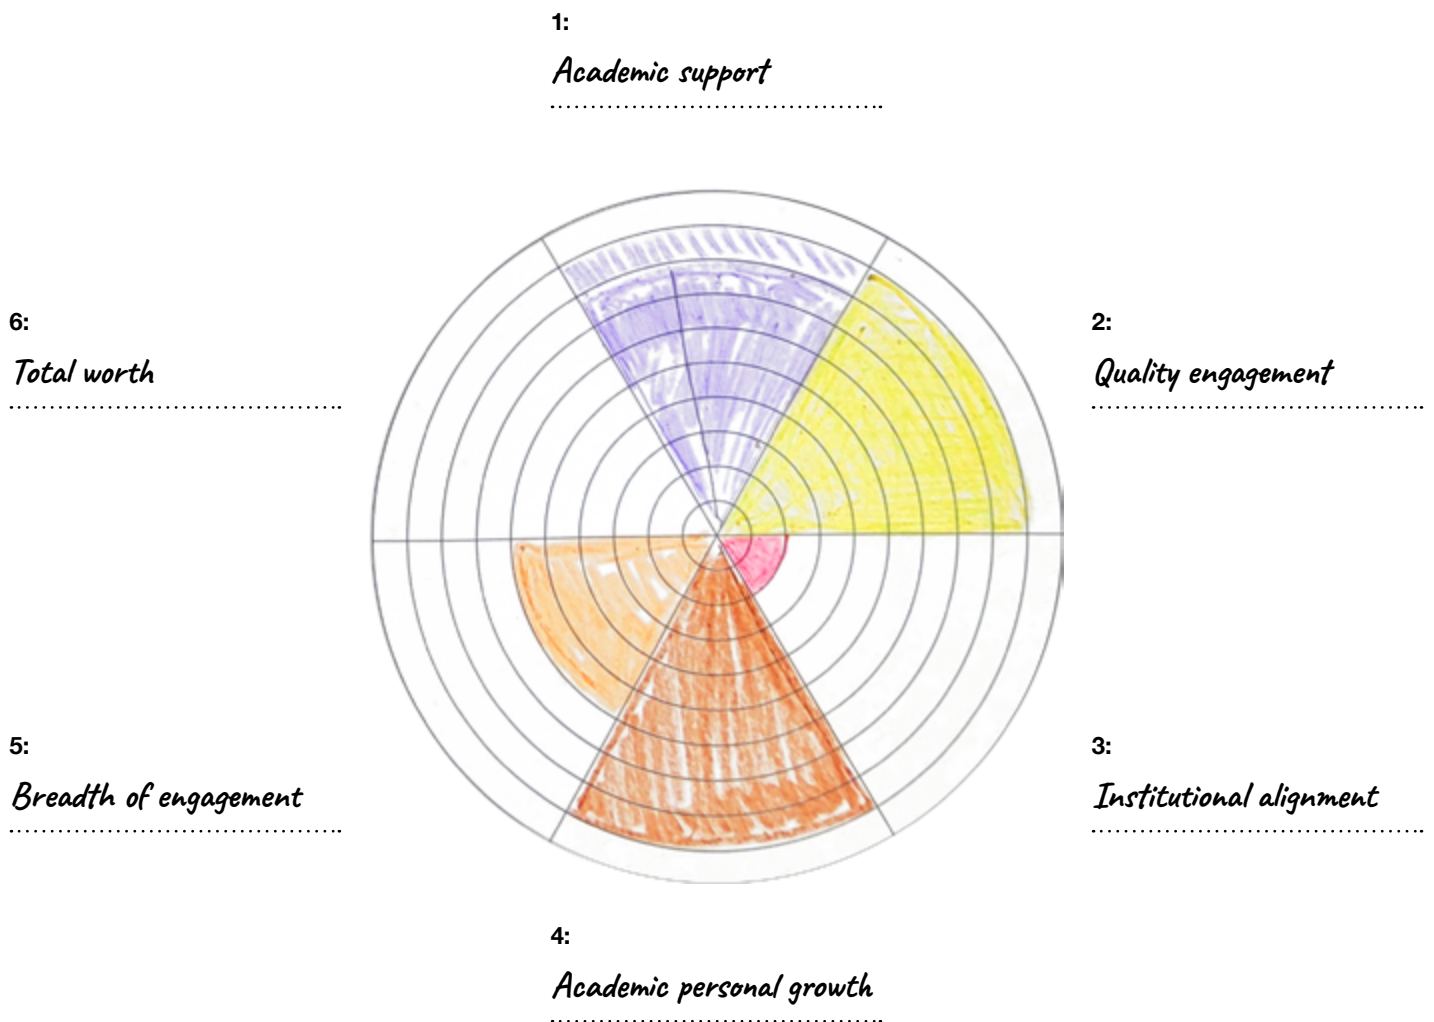 1:
Academic support
6:
Total worth
2:
Quality engagement
5:
Breadth of engagement
3:
Institutional alignment
4:
Academic personal growth